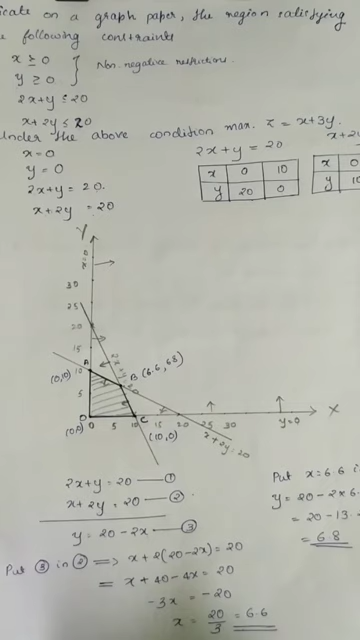 icate on a graph paper, the region satisfying
e following constraints
x ≥ 0
y ≥ 0 } Non negative restrictions.
2x+y ≤ 20
x+2y ≤ 20
Under the above condition max. z = x+3y.
x=0
y=0
2x+y = 20.
x+2y = 20
2x+y = 20
x 0 10
y 20 0
x+2y
x 0
y 10
Y
x=0
30
25
20
15
10
5
0
2x+y=20
A
(0,10)
B (6.6, 6.8)
(0,0)
C
(10,0)
5 10 15 20 25 30
X
x+2y=20
y=0
2x+y = 20 —①
x+2y = 20 —②
y = 20-2x —③
Put ③ in ② ⟹ x+2(20-2x) = 20
= x+40-4x = 20
-3x = -20
x = 20/3 = 6.6
Put x=6.6 i
y = 20-2×6.
= 20-13.
= 6.8